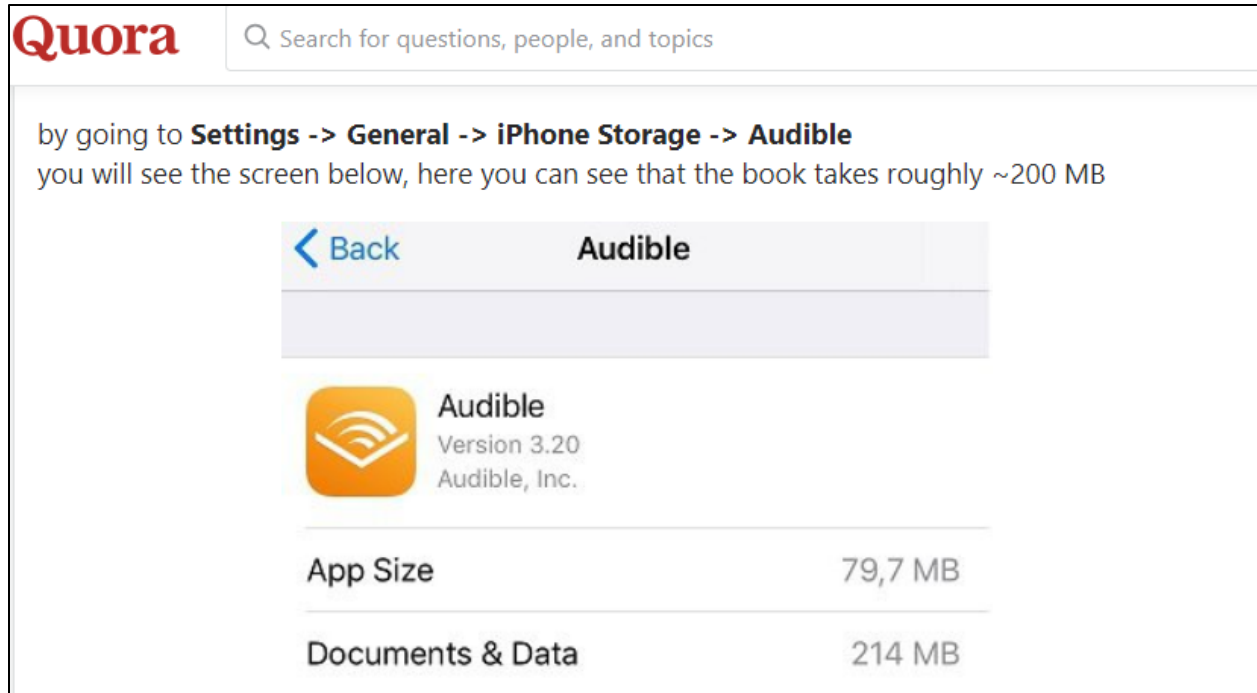 Quora
Search for questions, people, and topics
by going to Settings -> General -> iPhone Storage -> Audible
you will see the screen below, here you can see that the book takes roughly ~200 MB
Back
Audible
Audible
Version 3.20
Audible, Inc.
App Size 79,7 MB
Documents & Data 214 MB